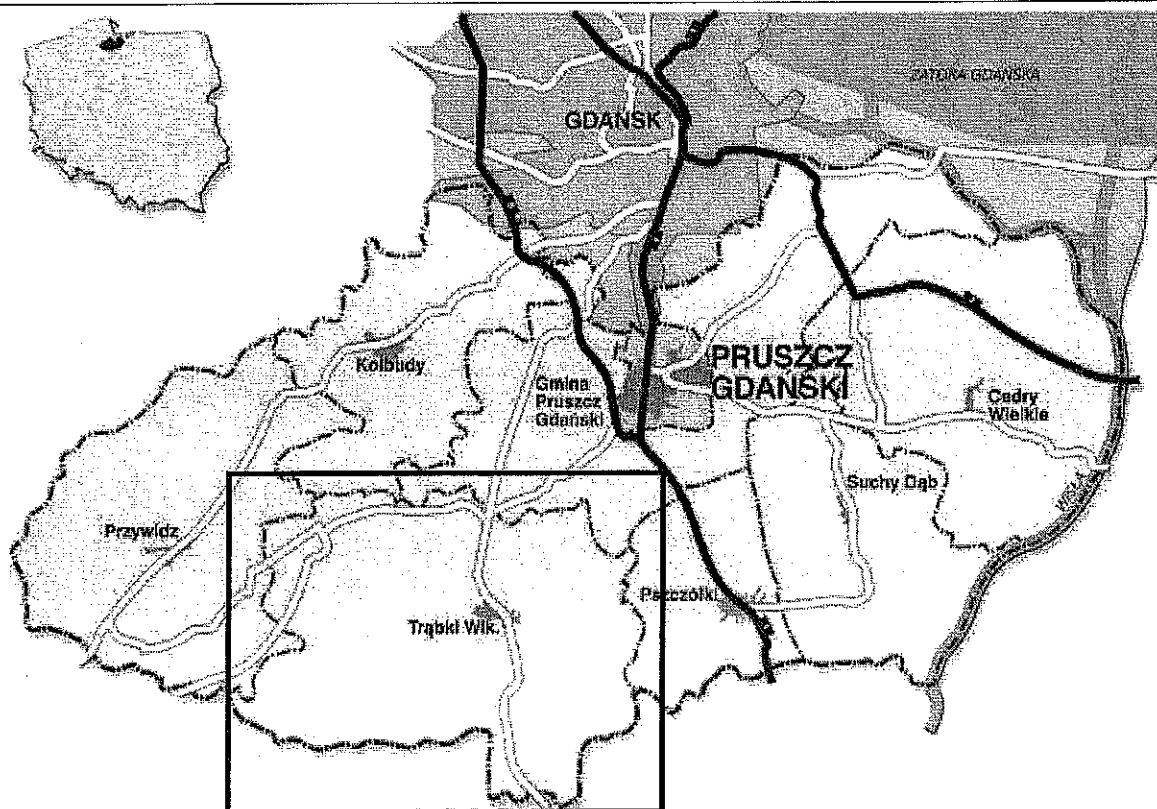 ZATOKA GDAŃSKA
GDAŃSK
PRUSZCZ
GDAŃSKI
Kolbudy
Gmina
Pruszcz
Gdański
Cedry
Wielkie
Suchy Dąb
WISŁA
Przywidz
Pszczółki
Trąbki Wlk.